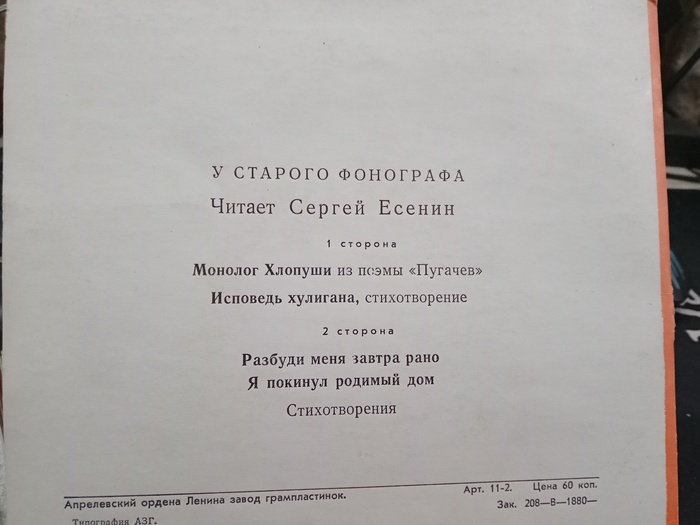 У СТАРОГО ФОНОГРАФА
Читает Сергей Есенин
1 сторона
Монолог Хлопуши из поэмы «Пугачев»
Исповедь хулигана, стихотворение
2 сторона
Разбуди меня завтра рано
Я покинул родимый дом
Стихотворения
Апрелевский ордена Ленина завод грампластинок.
Арт. 11-2. Цена 60 коп.
Типография АЗГ.
Зак. 208—В—1880—